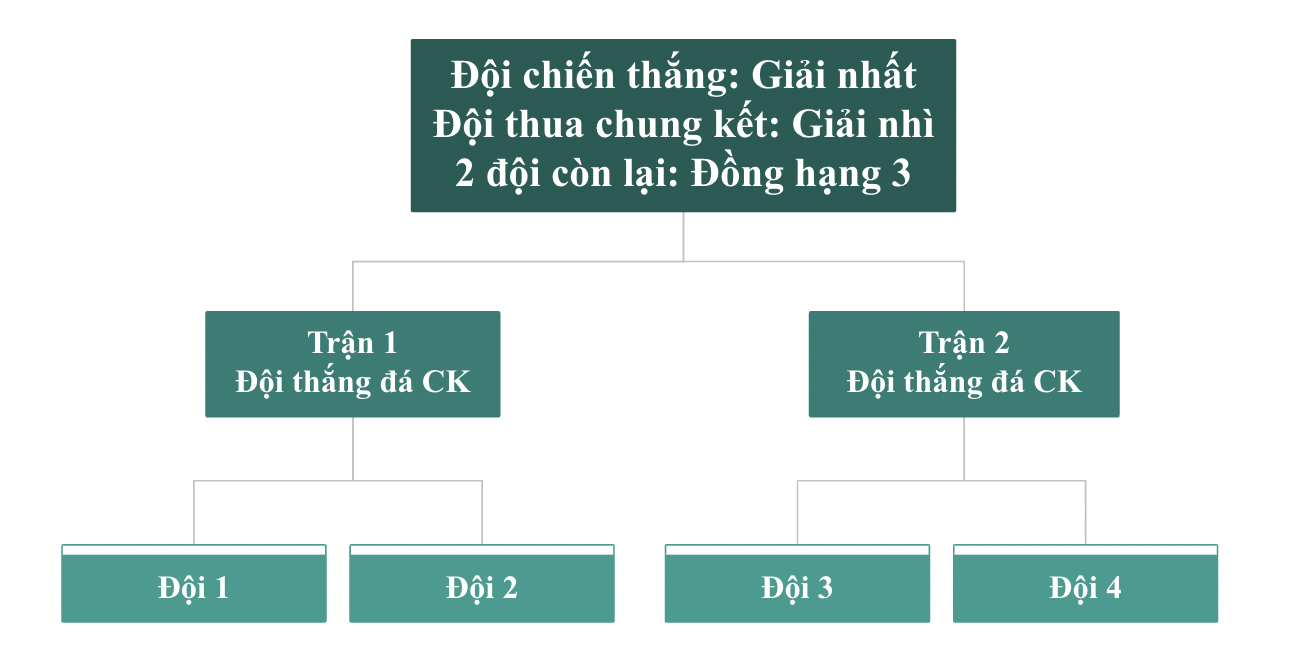 Đội chiến thắng: Giải nhất
Đội thua chung kết: Giải nhì
2 đội còn lại: Đồng hạng 3
Trận 1
Đội thắng đá CK
Trận 2
Đội thắng đá CK
Đội 1
Đội 2
Đội 3
Đội 4